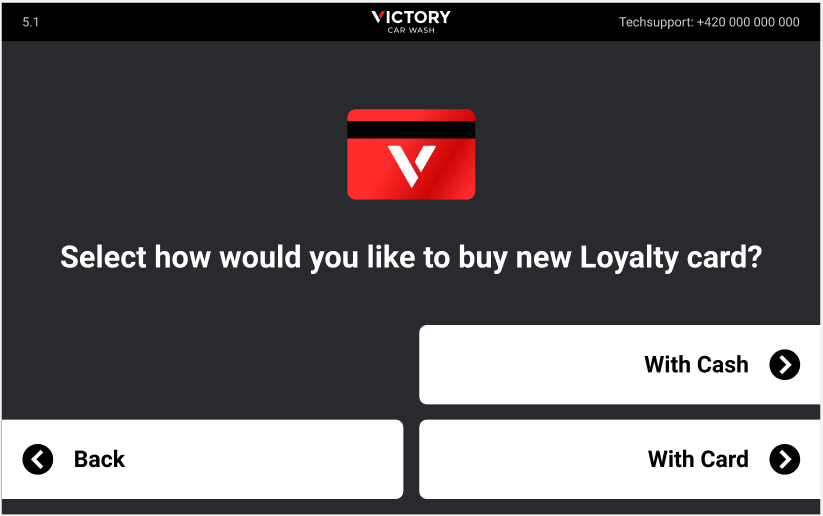 5.1
VICTORY
CAR WASH
Techsupport: +420 000 000 000
Select how would you like to buy new Loyalty card?
With Cash
Back
With Card